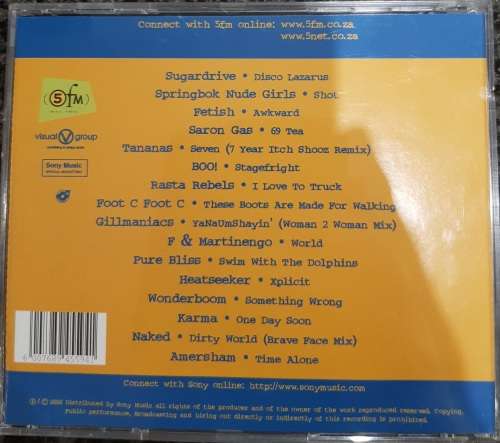 Connect with 5fm online: www.5fm.co.za
www.5net.co.za
Sugardrive • Disco Lazarus
Springbok Nude Girls • Shot
Fetish • Awkward
Saron Gas • 69 Tea
Tananas • Seven (7 Year Itch Shooz Remix)
BOO! • Stagefright
Rasta Rebels • I Love To Truck
Foot C Foot C • These Boots Are Made For Walking
Gillmaniacs • YaNaUmShayin' (Woman 2 Woman Mix)
F & Martinengo • World
Pure Bliss • Swim With The Dolphins
Heatseeker • Xplicit
Wonderboom • Something Wrong
Karma • One Day Soon
Naked • Dirty World (Brave Face Mix)
Amersham • Time Alone
5fm
visual V group
Sony Music
Connect with Sony online: http://www.sonymusic.com
Distributed by Sony Music all rights of the producer and of the owner of the work reproduced reserved.
Public performance, Broadcasting and hiring out directly or indirectly of this recording is prohibited.